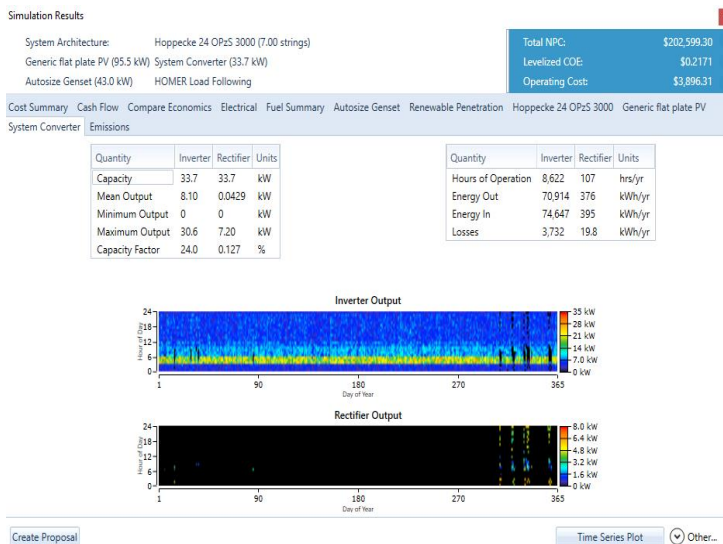 Simulation Results
System Architecture: Hoppecke 24 OPzS 3000 (7.00 strings)
Generic flat plate PV (95.5 kW) System Converter (33.7 kW)
Autosize Genset (43.0 kW) HOMER Load Following
Total NPC: $202,599.30
Levelized COE: $0.2171
Operating Cost: $3,896.31
Cost Summary Cash Flow Compare Economics Electrical Fuel Summary Autosize Genset Renewable Penetration Hoppecke 24 OPzS 3000 Generic flat plate PV
System Converter Emissions
Quantity Inverter Rectifier Units
Capacity 33.7 33.7 kW
Mean Output 8.10 0.0429 kW
Minimum Output 0 0 kW
Maximum Output 30.6 7.20 kW
Capacity Factor 24.0 0.127 %
Quantity Inverter Rectifier Units
Hours of Operation 8,622 107 hrs/yr
Energy Out 70,914 376 kWh/yr
Energy In 74,647 395 kWh/yr
Losses 3,732 19.8 kWh/yr
Inverter Output
Hour of Day
24
18
12
6
0
1 90 180 270 365
Day of Year
35 kW
28 kW
21 kW
14 kW
7.0 kW
0 kW
Rectifier Output
Hour of Day
24
18
12
6
0
1 90 180 270 365
Day of Year
8.0 kW
6.4 kW
4.8 kW
3.2 kW
1.6 kW
0 kW
Create Proposal Time Series Plot Other...